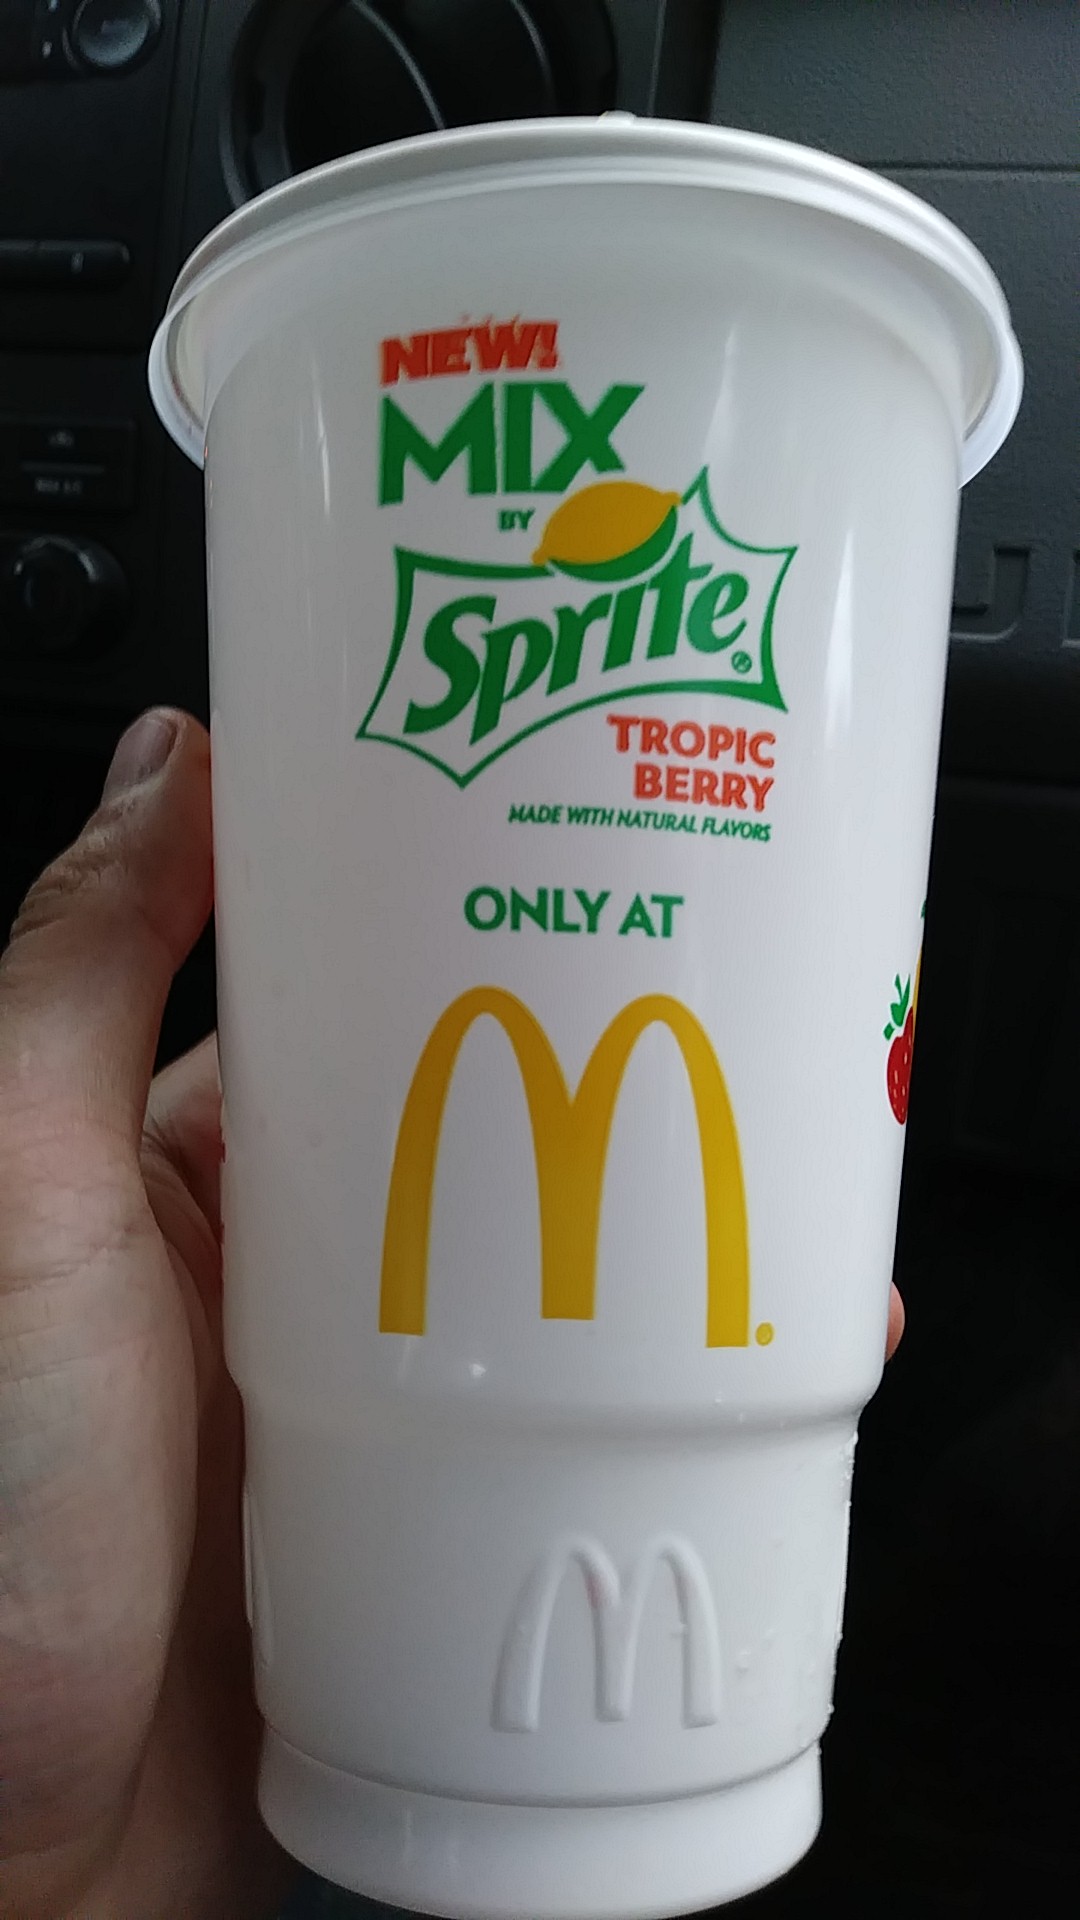 NEW!
MIX
BY
Sprite®
TROPIC
BERRY
MADE WITH NATURAL FLAVORS
ONLY AT
M
M